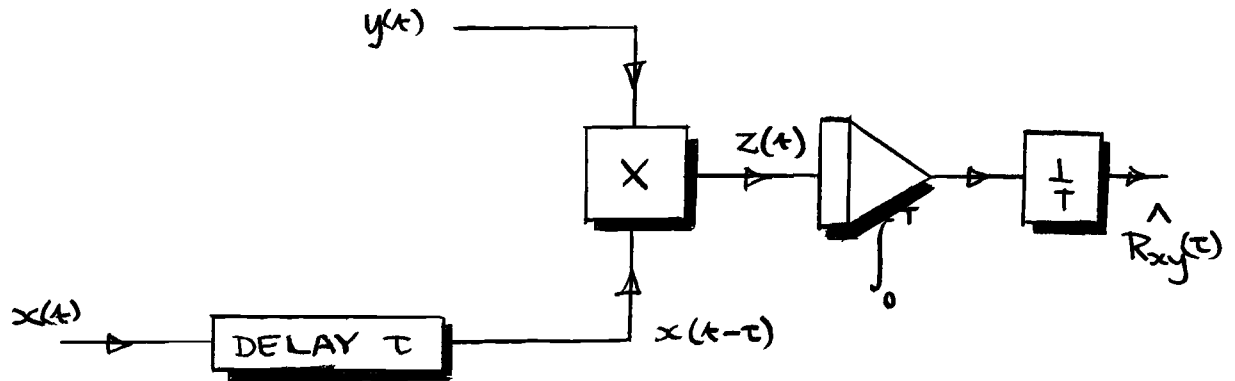 y(t)
X
z(t)
∫₀ᵀ
1/T
R̂xy(τ)
x(t)
DELAY τ
x(t-τ)